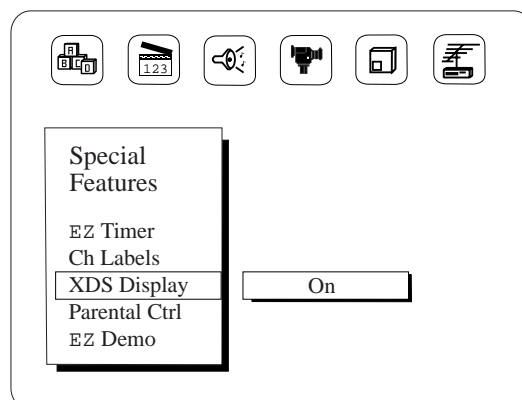 A
B C D
123
Special
Features
EZ Timer
Ch Labels
XDS Display On
Parental Ctrl
EZ Demo